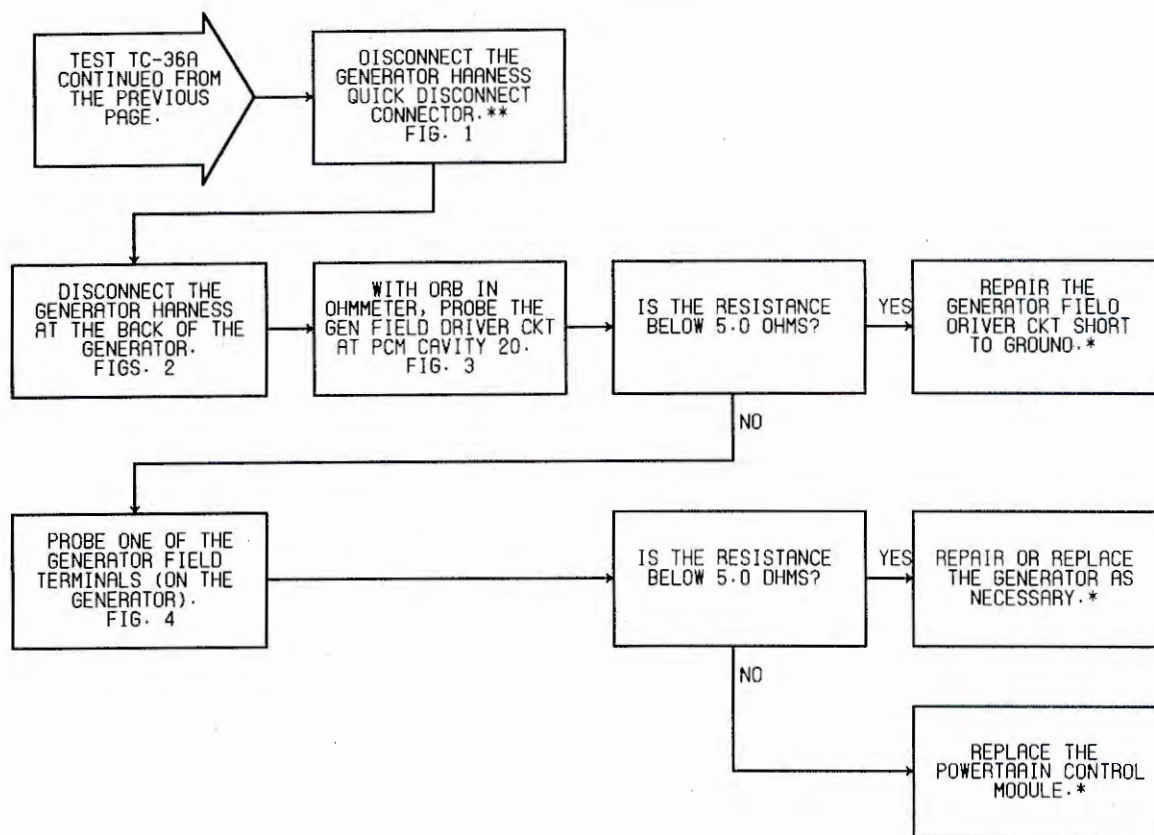 TEST TC-36A
CONTINUED FROM
THE PREVIOUS
PAGE.
DISCONNECT THE
GENERATOR HARNESS
QUICK DISCONNECT
CONNECTOR.**
FIG. 1
DISCONNECT THE
GENERATOR HARNESS
AT THE BACK OF THE
GENERATOR.
FIGS. 2
WITH DRB IN
OHMMETER, PROBE THE
GEN FIELD DRIVER CKT
AT PCM CAVITY 20.
FIG. 3
IS THE RESISTANCE
BELOW 5.0 OHMS?
YES
REPAIR THE
GENERATOR FIELD
DRIVER CKT SHORT
TO GROUND.*
NO
PROBE ONE OF THE
GENERATOR FIELD
TERMINALS (ON THE
GENERATOR).
FIG. 4
IS THE RESISTANCE
BELOW 5.0 OHMS?
YES
REPAIR OR REPLACE
THE GENERATOR AS
NECESSARY.*
NO
REPLACE THE
POWERTRAIN CONTROL
MODULE.*